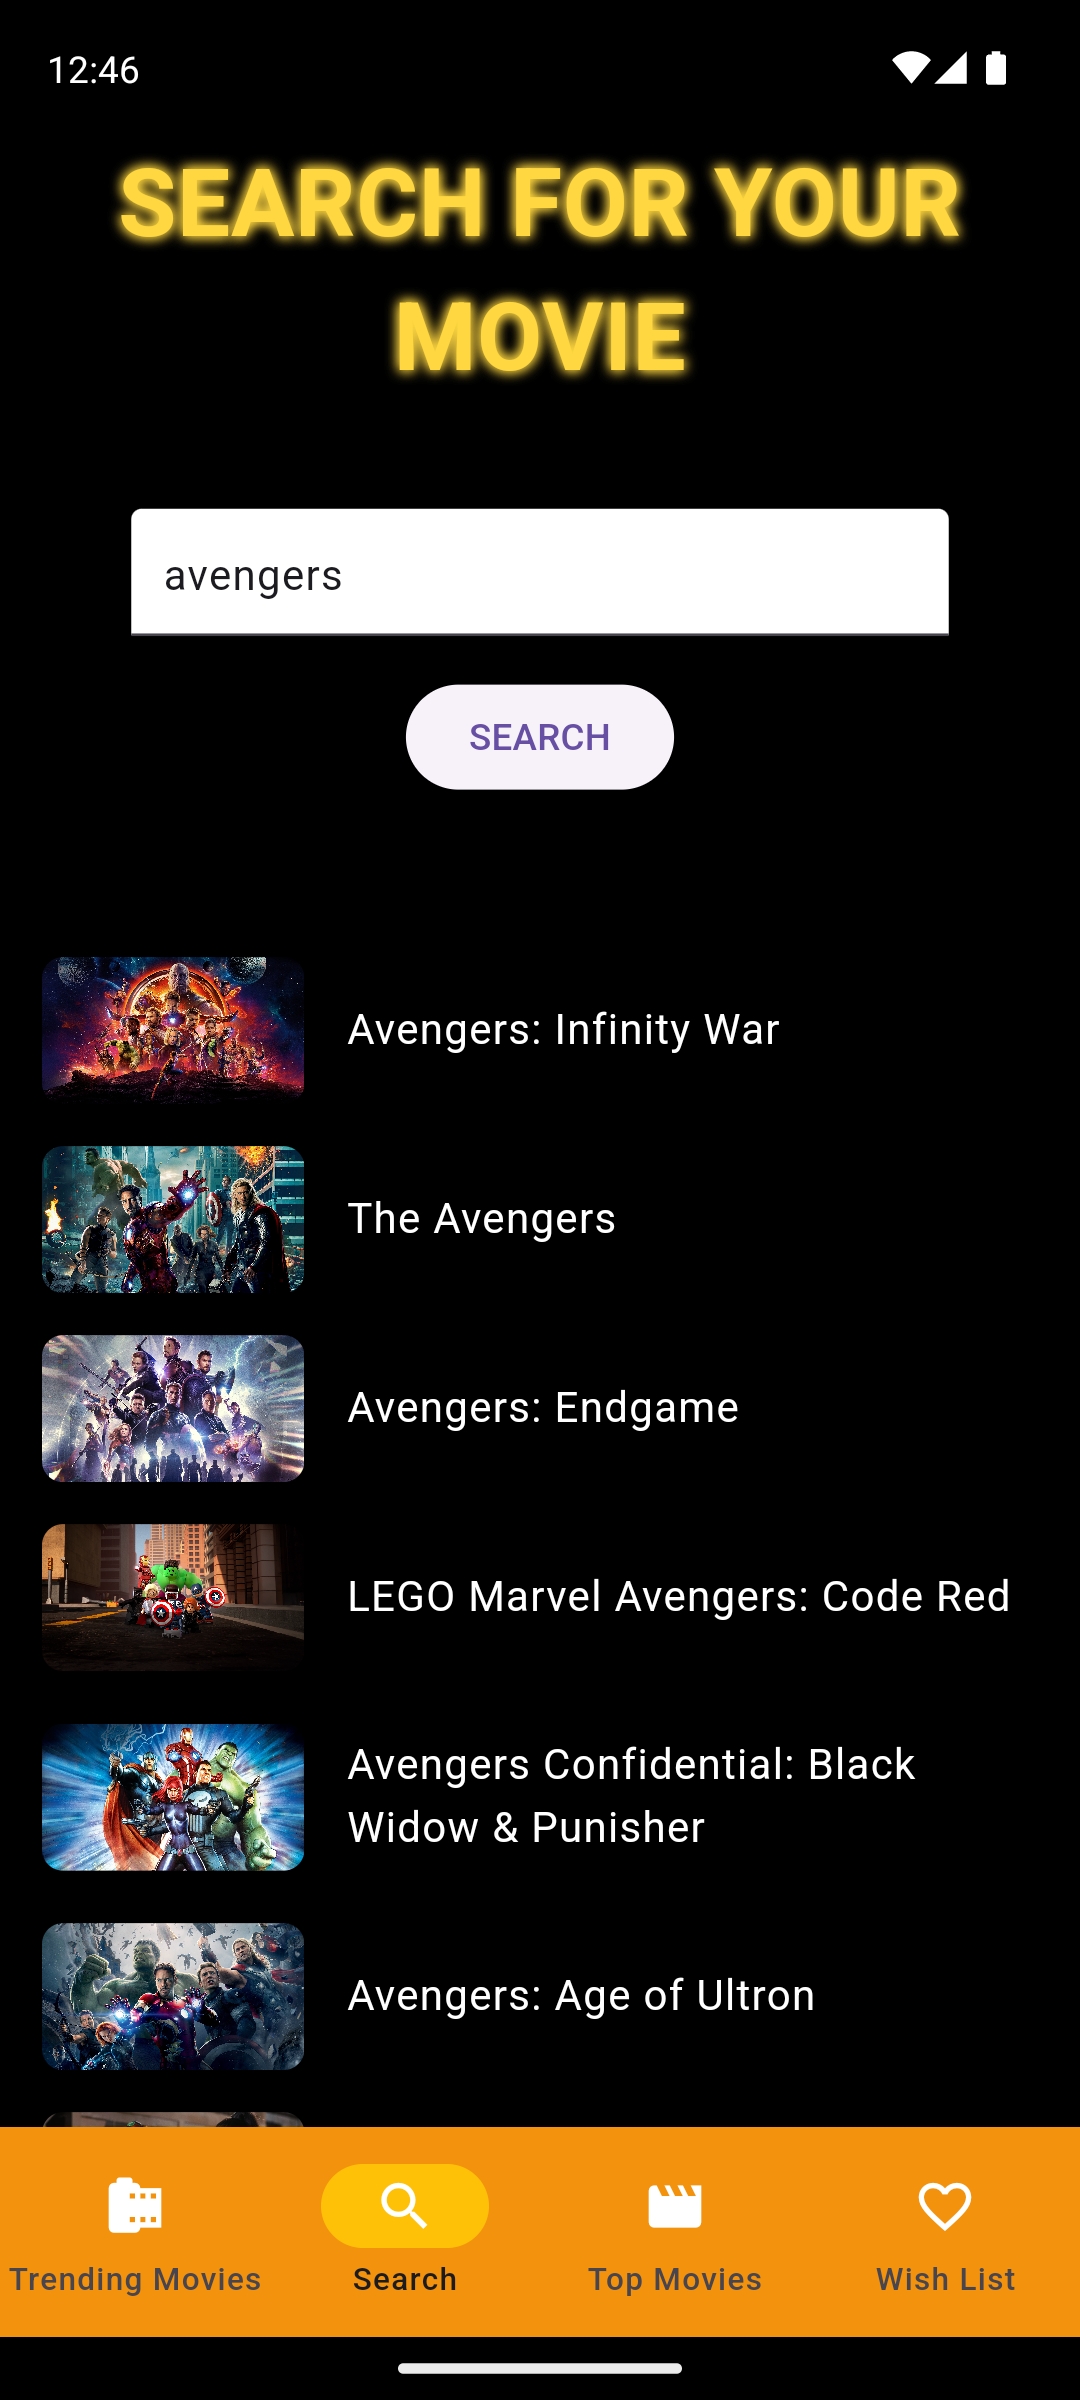 12:46
SEARCH FOR YOUR
MOVIE
avengers
SEARCH
Avengers: Infinity War
The Avengers
Avengers: Endgame
LEGO Marvel Avengers: Code Red
Avengers Confidential: Black
Widow & Punisher
Avengers: Age of Ultron
Trending Movies
Search
Top Movies
Wish List